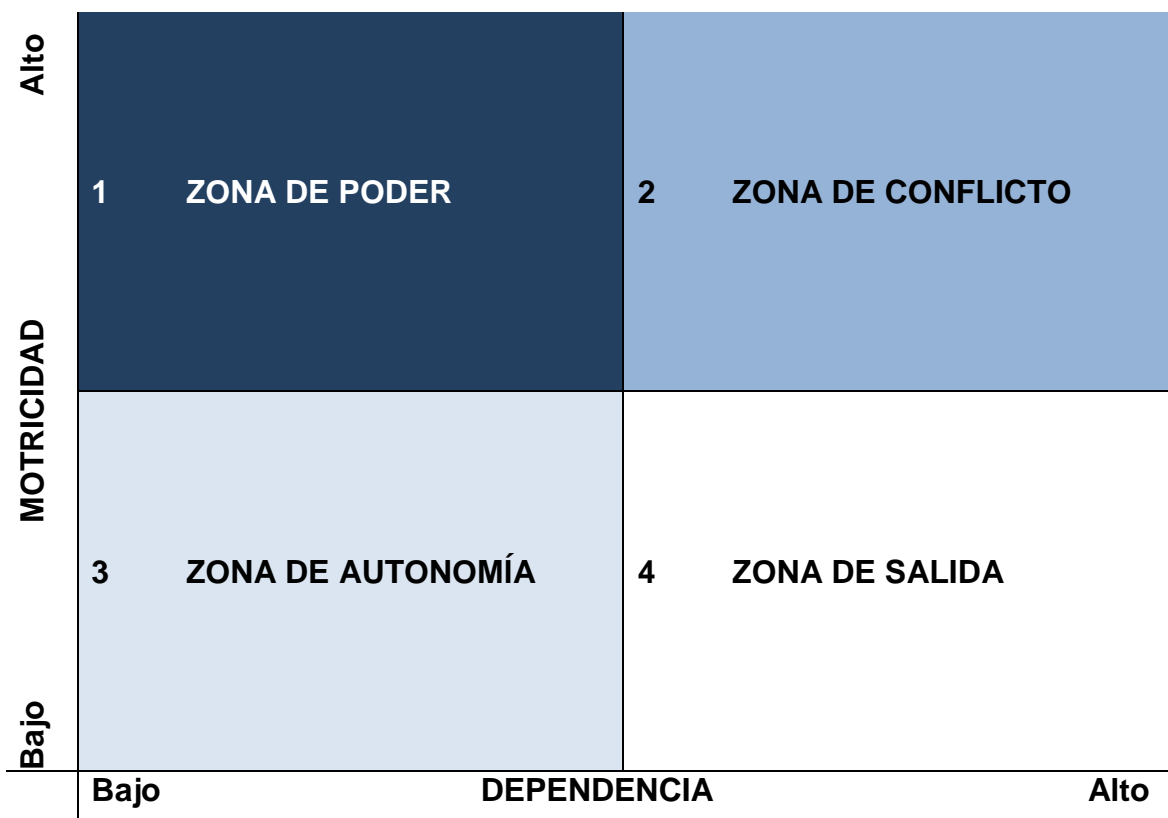 Alto
1 ZONA DE PODER
2 ZONA DE CONFLICTO
MOTRICIDAD
3 ZONA DE AUTONOMÍA
4 ZONA DE SALIDA
Bajo
Bajo DEPENDENCIA Alto